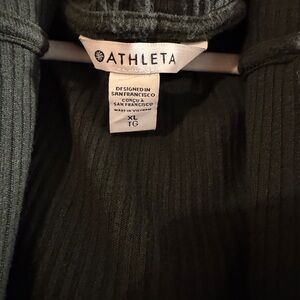 ATHLETA
DESIGNED IN
SAN FRANCISCO
CONÇU À
SAN FRANCISCO
MADE IN VIETNAM
XL
TG